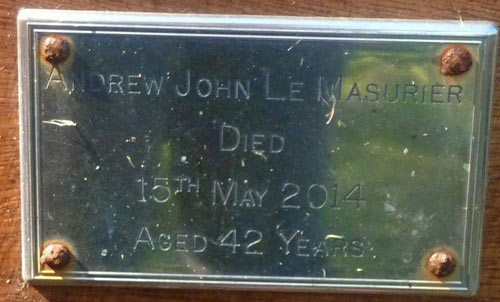 Andrew John Le Masurier
Died
15th May 2014
Aged 42 Years